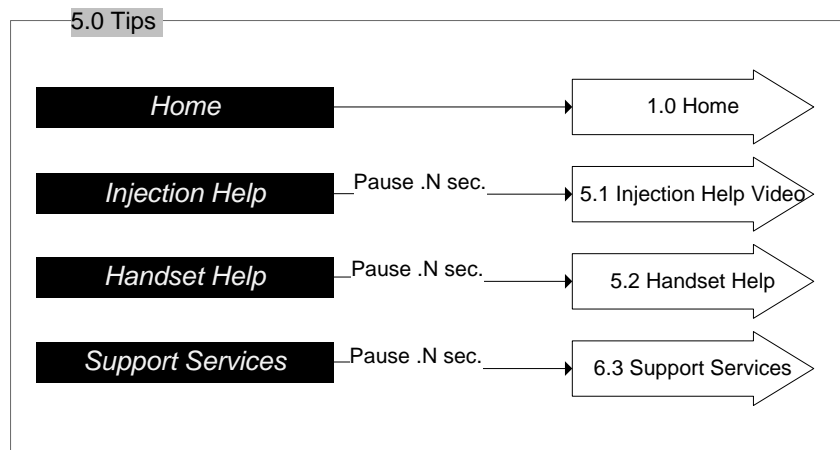 5.0 Tips
Home
1.0 Home
Injection Help
Pause .N sec.
5.1 Injection Help Video
Handset Help
Pause .N sec.
5.2 Handset Help
Support Services
Pause .N sec.
6.3 Support Services